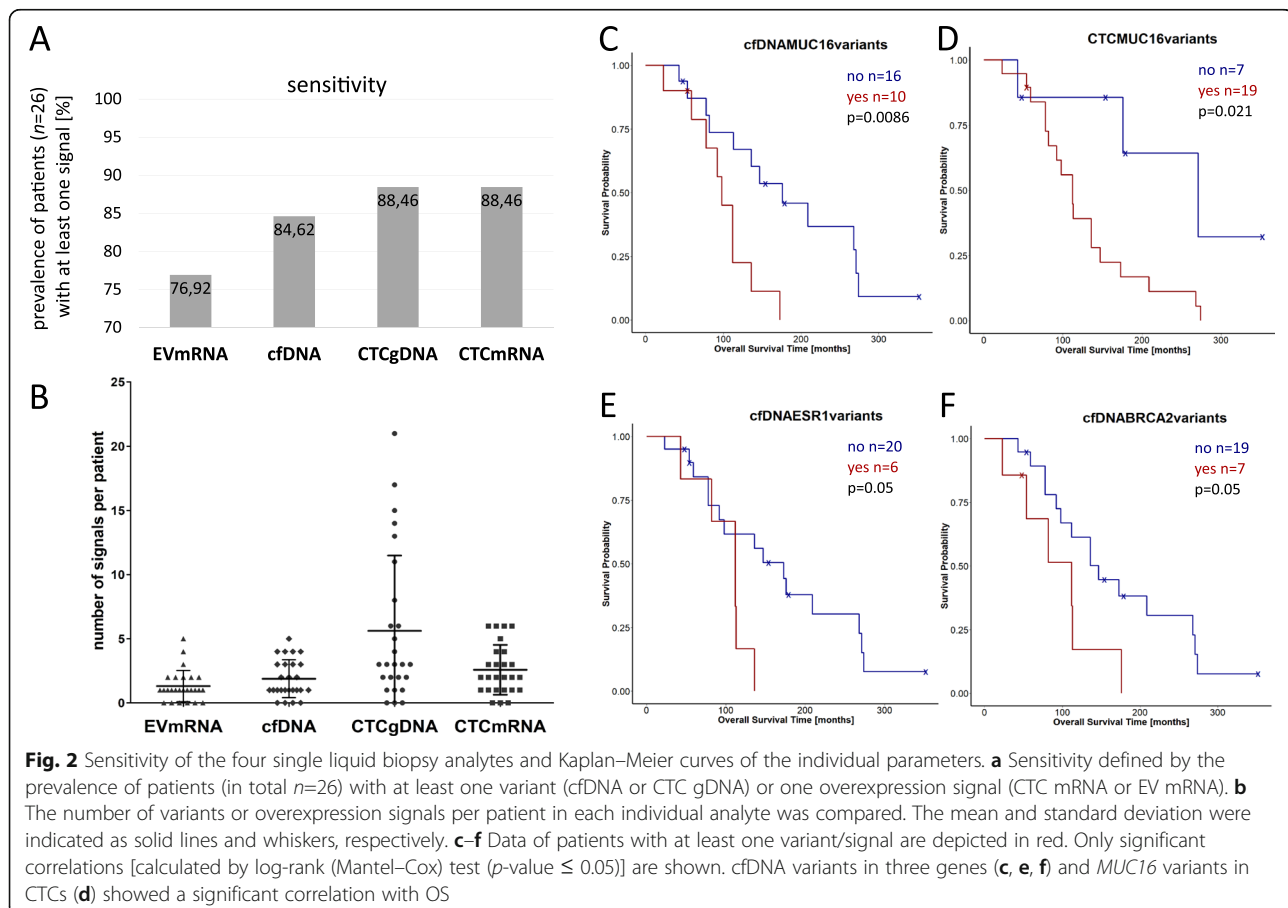 A
sensitivity
prevalence of patients (n=26)
with at least one signal [%]
100
95
90
85
80
75
70
76,92
84,62
88,46
88,46
EVmRNA
cfDNA
CTCgDNA
CTCmRNA
B
number of signals per patient
25
20
15
10
5
0
EVmRNA
cfDNA
CTCgDNA
CTCmRNA
C
cfDNAMUC16variants
no n=16
yes n=10
p=0.0086
Survival Probability
1.00
0.75
0.50
0.25
0.00
0
100
200
300
Overall Survival Time [months]
D
CTCMUC16variants
no n=7
yes n=19
p=0.021
Survival Probability
1.00
0.75
0.50
0.25
0.00
0
100
200
300
Overall Survival Time [months]
E
cfDNAESR1variants
no n=20
yes n=6
p=0.05
Survival Probability
1.00
0.75
0.50
0.25
0.00
0
100
200
300
Overall Survival Time [months]
F
cfDNABRCA2variants
no n=19
yes n=7
p=0.05
Survival Probability
1.00
0.75
0.50
0.25
0.00
0
100
200
300
Overall Survival Time [months]
Fig. 2 Sensitivity of the four single liquid biopsy analytes and Kaplan–Meier curves of the individual parameters. a Sensitivity defined by the
prevalence of patients (in total n=26) with at least one variant (cfDNA or CTC gDNA) or one overexpression signal (CTC mRNA or EV mRNA). b
The number of variants or overexpression signals per patient in each individual analyte was compared. The mean and standard deviation were
indicated as solid lines and whiskers, respectively. c–f Data of patients with at least one variant/signal are depicted in red. Only significant
correlations [calculated by log-rank (Mantel–Cox) test (p-value ≤ 0.05)] are shown. cfDNA variants in three genes (c, e, f) and MUC16 variants in
CTCs (d) showed a significant correlation with OS